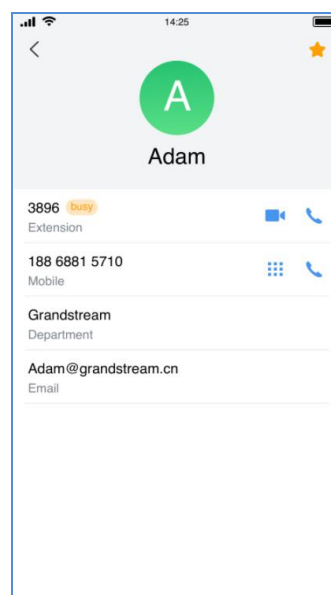 14:25
A
Adam
3896 busy
Extension
188 6881 5710
Mobile
Grandstream
Department
Adam@grandstream.cn
Email